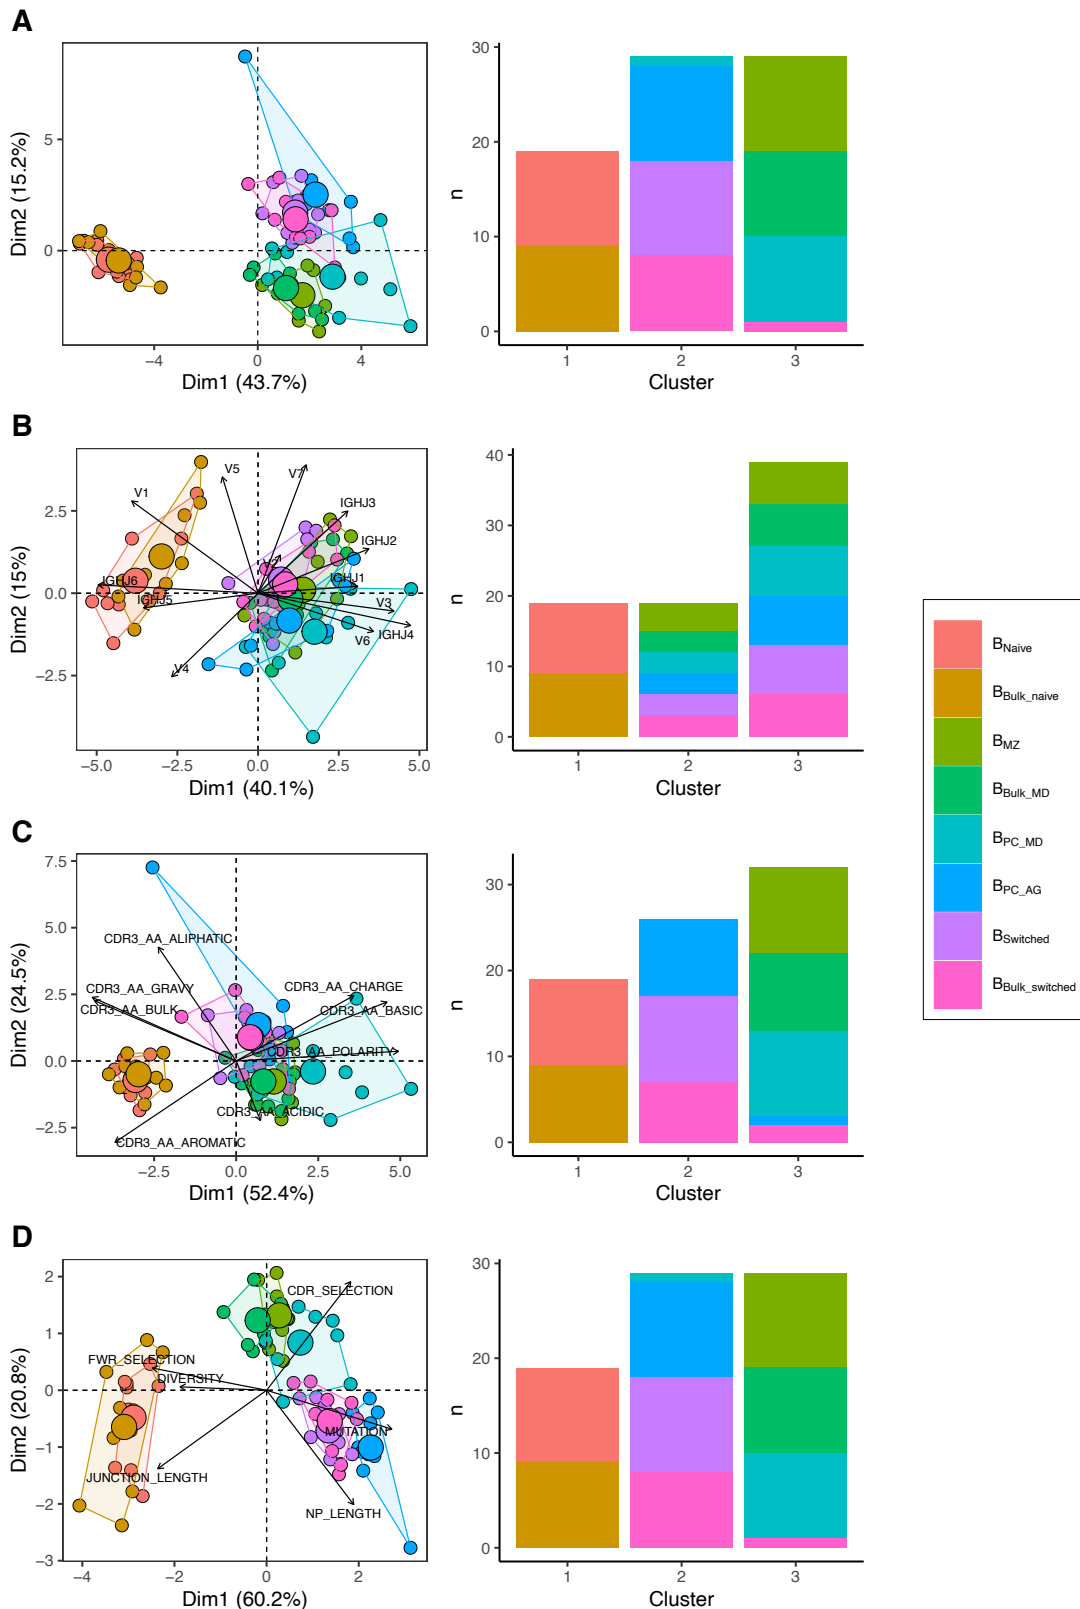 A
Dim2 (15.2%)
5
0
−4
0
4
Dim1 (43.7%)
n
30
20
10
0
1
2
3
Cluster
B
Dim2 (15%)
2.5
0.0
−2.5
V1
V5
V7
IGHJ3
IGHJ2
V2
IGHJ6
IGHJ1
IGHJ5
V3
IGHJ4
V6
V4
−5.0
−2.5
0.0
2.5
5.0
Dim1 (40.1%)
n
40
30
20
10
0
1
2
3
Cluster
BNaive
BBulk_naive
BMZ
BBulk_MD
BPC_MD
BPC_AG
BSwitched
BBulk_switched
C
Dim2 (24.5%)
7.5
5.0
2.5
0.0
−2.5
CDR3_AA_ALIPHATIC
CDR3_AA_GRAVY
CDR3_AA_CHARGE
CDR3_AA_BULK
CDR3_AA_BASIC
CDR3_AA_POLARITY
CDR3_AA_ACIDIC
CDR3_AA_AROMATIC
−2.5
0.0
2.5
5.0
Dim1 (52.4%)
n
30
20
10
0
1
2
3
Cluster
D
Dim2 (20.8%)
2
1
0
−1
−2
−3
CDR_SELECTION
FWR_SELECTION
DIVERSITY
MUTATION
JUNCTION_LENGTH
NP_LENGTH
−4
−2
0
2
Dim1 (60.2%)
n
30
20
10
0
1
2
3
Cluster